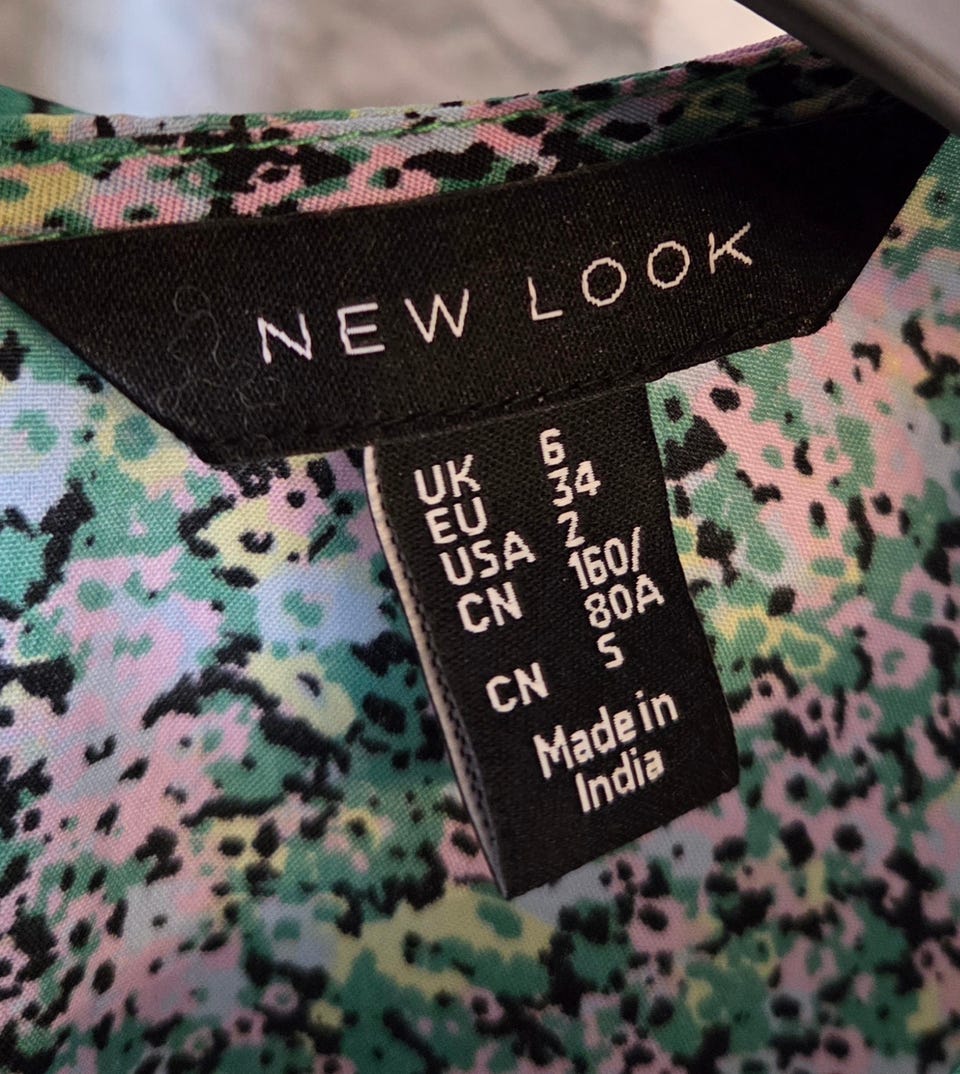 NEW LOOK
UK 6
EU 34
USA 2
CN 160/
80A
CN S
Made in
India